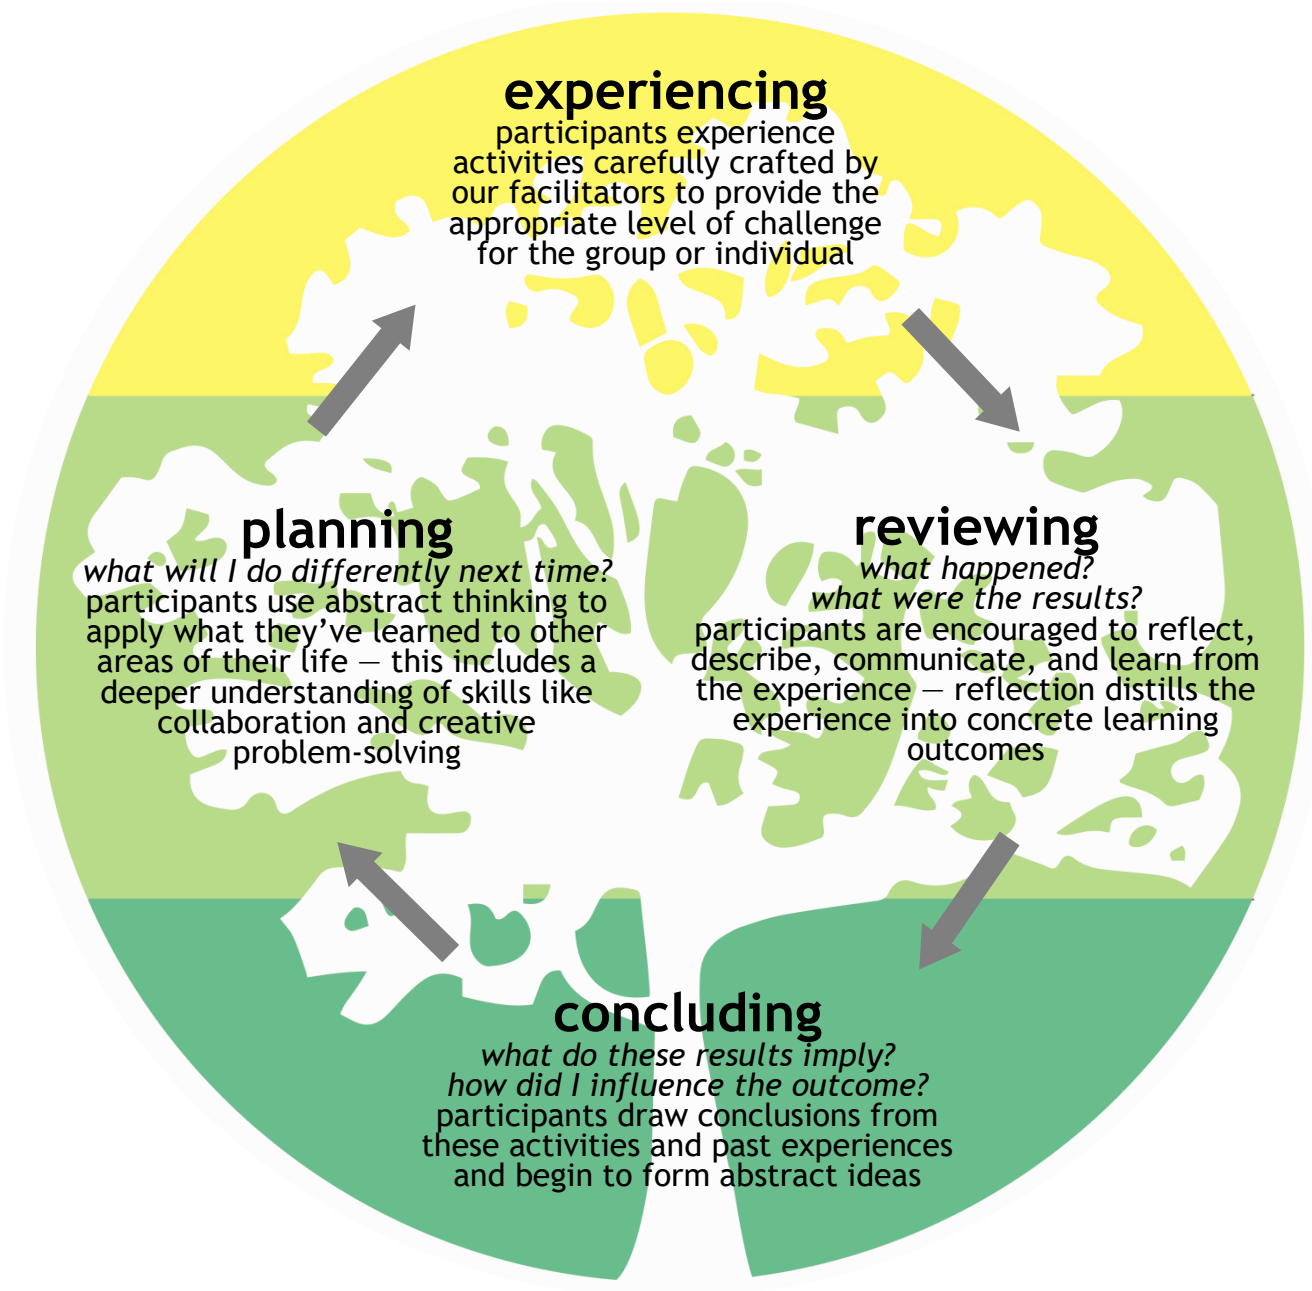 experiencing
participants experience
activities carefully crafted by
our facilitators to provide the
appropriate level of challenge
for the group or individual
planning
what will I do differently next time?
participants use abstract thinking to
apply what they’ve learned to other
areas of their life — this includes a
deeper understanding of skills like
collaboration and creative
problem-solving
reviewing
what happened?
what were the results?
participants are encouraged to reflect,
describe, communicate, and learn from
the experience — reflection distills the
experience into concrete learning
outcomes
concluding
what do these results imply?
how did I influence the outcome?
participants draw conclusions from
these activities and past experiences
and begin to form abstract ideas